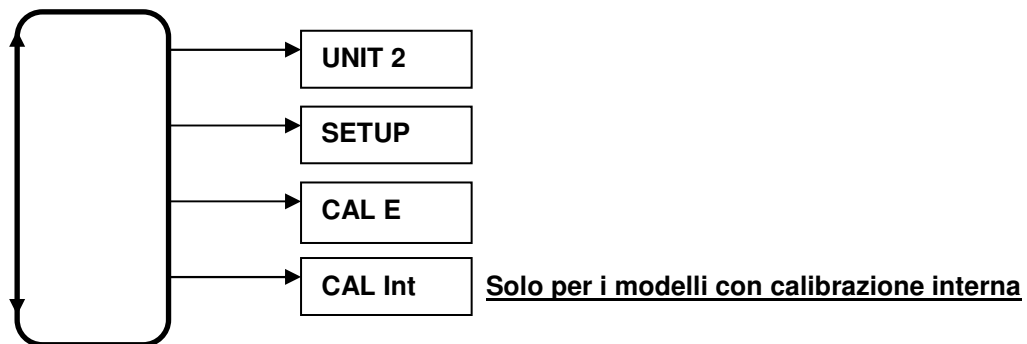 UNIT 2
SETUP
CAL E
CAL Int Solo per i modelli con calibrazione interna